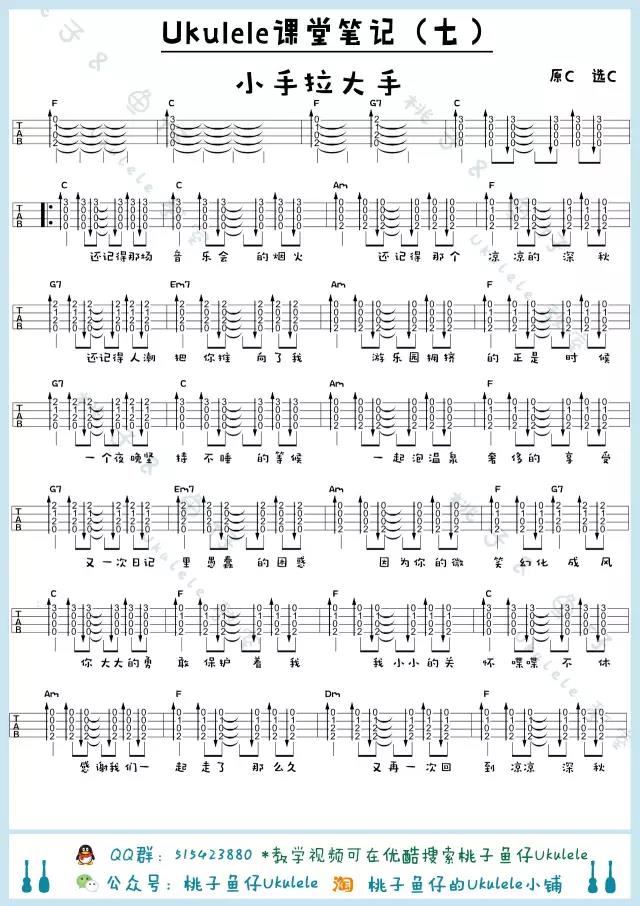 Ukulele课堂笔记（七）
小手拉大手
原C 选C
F C F G7 C
C C Am F
还记得那场 音乐会 的烟火 还记得那个 凉凉的 深秋
G7 Em7 Am F
还记得人潮 把 你推 向了我 游乐园拥挤 的 正是 时候
G7 C Am F
一个夜晚坚 持 不睡 的等候 一起泡温泉 奢侈的 享受
G7 Em7 Am F
又一次日记 里愚蠢 的困惑 因为你的微 笑幻化 成风
C F Am C
你大大的勇 敢保护 着我 我小小的关 怀喋喋 不休
Am F Dm F
感谢我们一 起走了 那么久 又再一次回 到凉凉 深秋
QQ群：515423880 *教学视频可在优酷搜索桃子鱼仔Ukulele
公众号：桃子鱼仔Ukulele 淘 桃子鱼仔的Ukulele小铺